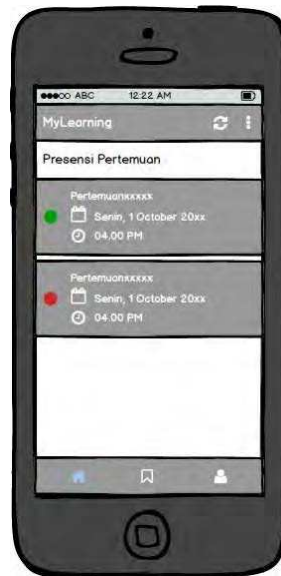 ABC 12:22 AM
MyLearning
Presensi Pertemuan
Pertemuanxxxxx
Senin, 1 October 20xx
04.00 PM
Pertemuanxxxxx
Senin, 1 October 20xx
04.00 PM